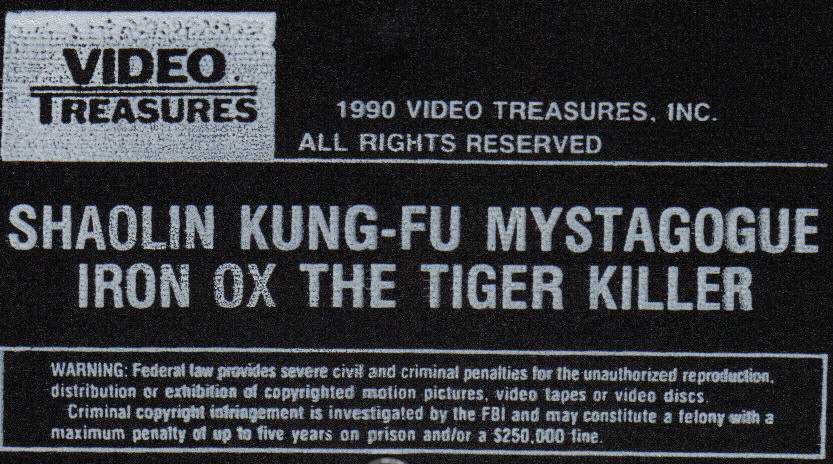 VIDEO
TREASURES
1990 VIDEO TREASURES, INC.
ALL RIGHTS RESERVED
SHAOLIN KUNG-FU MYSTAGOGUE
IRON OX THE TIGER KILLER
WARNING: Federal law provides severe civil and criminal penalties for the unauthorized reproduction,
distribution or exhibition of copyrighted motion pictures, video tapes or video discs.
Criminal copyright infringement is investigated by the FBI and may constitute a felony with a
maximum penalty of up to five years on prison and/or a $250,000 fine.